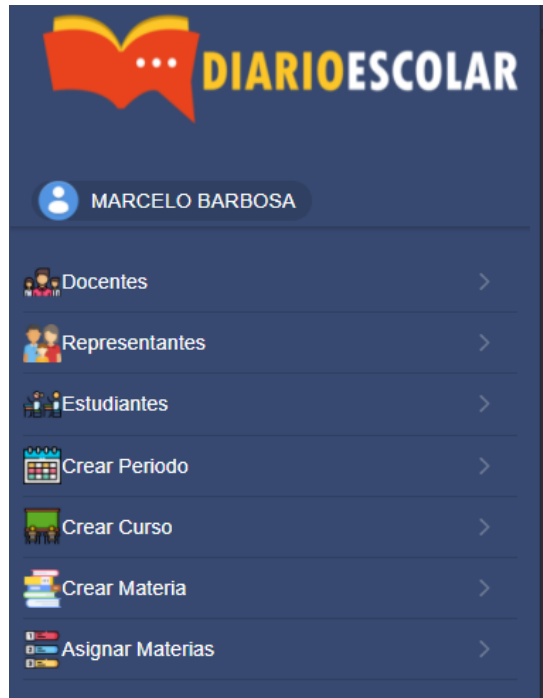 DIARIOESCOLAR
MARCELO BARBOSA
Docentes
Representantes
Estudiantes
Crear Periodo
Crear Curso
Crear Materia
Asignar Materias